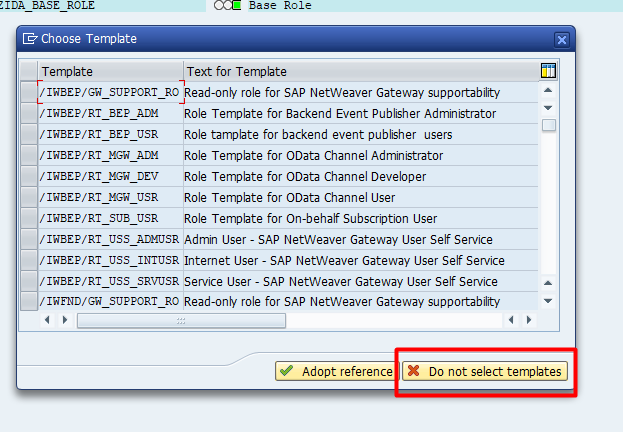 ZIDA_BASE_ROLE Base Role
Choose Template
Template Text for Template
/IWBEP/GW_SUPPORT_RO Read-only role for SAP NetWeaver Gateway supportability
/IWBEP/RT_BEP_ADM Role Template for Backend Event Publisher Administrator
/IWBEP/RT_BEP_USR Role tamplate for backend event publisher users
/IWBEP/RT_MGW_ADM Role Template for OData Channel Administrator
/IWBEP/RT_MGW_DEV Role Template for OData Channel Developer
/IWBEP/RT_MGW_USR Role Template for OData Channel User
/IWBEP/RT_SUB_USR Role Template for On-behalf Subscription User
/IWBEP/RT_USS_ADMUSR Admin User - SAP NetWeaver Gateway User Self Service
/IWBEP/RT_USS_INTUSR Internet User - SAP NetWeaver Gateway User Self Service
/IWBEP/RT_USS_SRVUSR Service User - SAP NetWeaver Gateway User Self Service
/IWFND/GW_SUPPORT_RO Read-only role for SAP NetWeaver Gateway supportability
Adopt reference Do not select templates